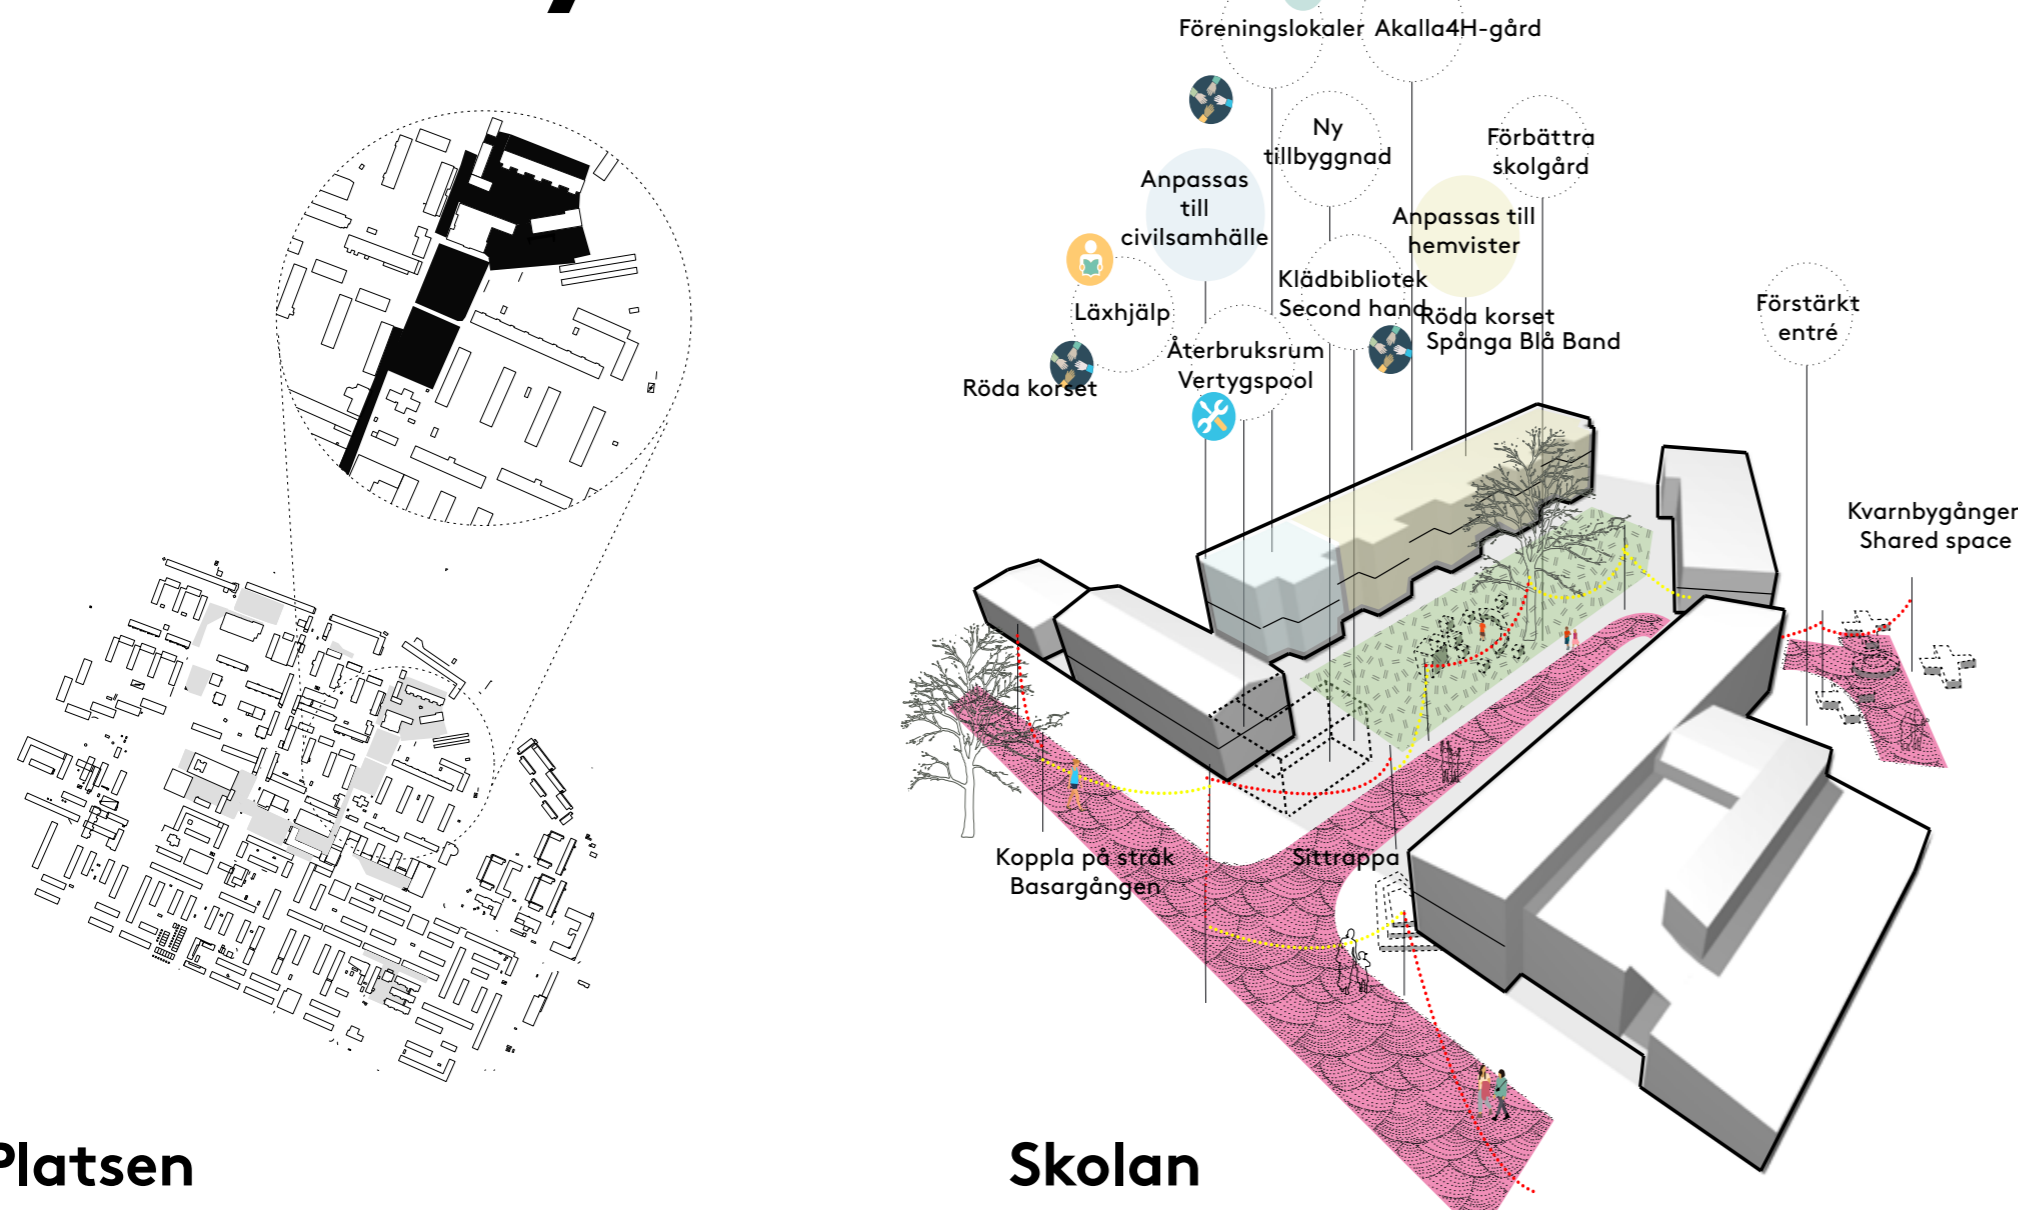 Föreningslokaler
Akalla4H-gård
Ny
tillbyggnad
Förbättra
skolgård
Anpassas
till
civilsamhälle
Anpassas till
hemvister
Klädbibliotek
Second hand
Röda korset
Spånga Blå Band
Läxhjälp
Förstärkt
entré
Återbruksrum
Vertygspool
Röda korset
Kvarnbygången
Shared space
Koppla på stråk
Basargången
Sittrappa
Platsen
Skolan